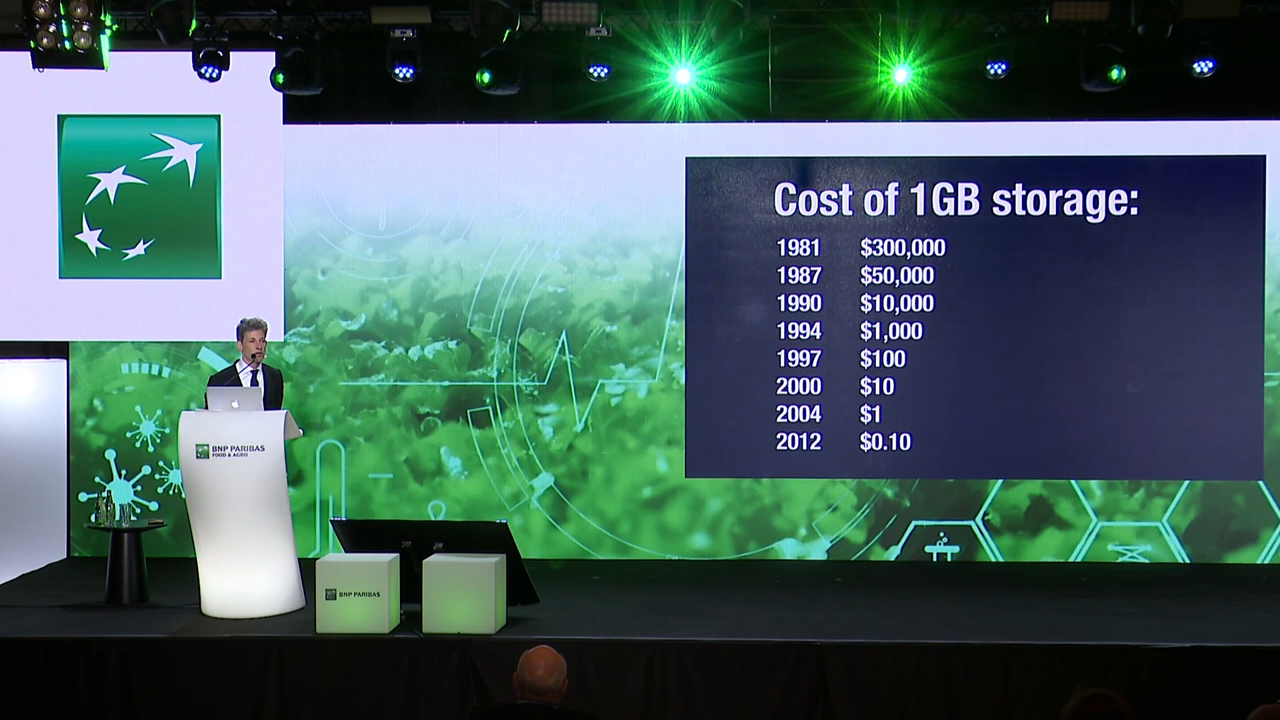 Cost of 1GB storage:
1981 $300,000
1987 $50,000
1990 $10,000
1994 $1,000
1997 $100
2000 $10
2004 $1
2012 $0.10
BNP PARIBAS
FOOD & AGRO
BNP PARIBAS